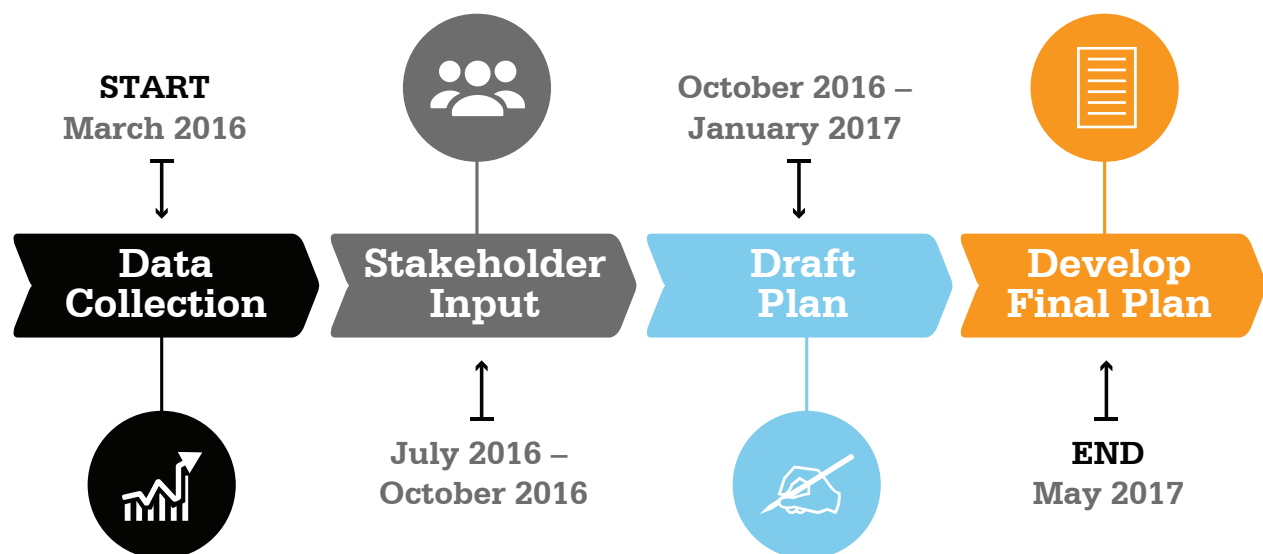 START
March 2016
Data
Collection
Stakeholder
Input
July 2016 –
October 2016
October 2016 –
January 2017
Draft
Plan
Develop
Final Plan
END
May 2017